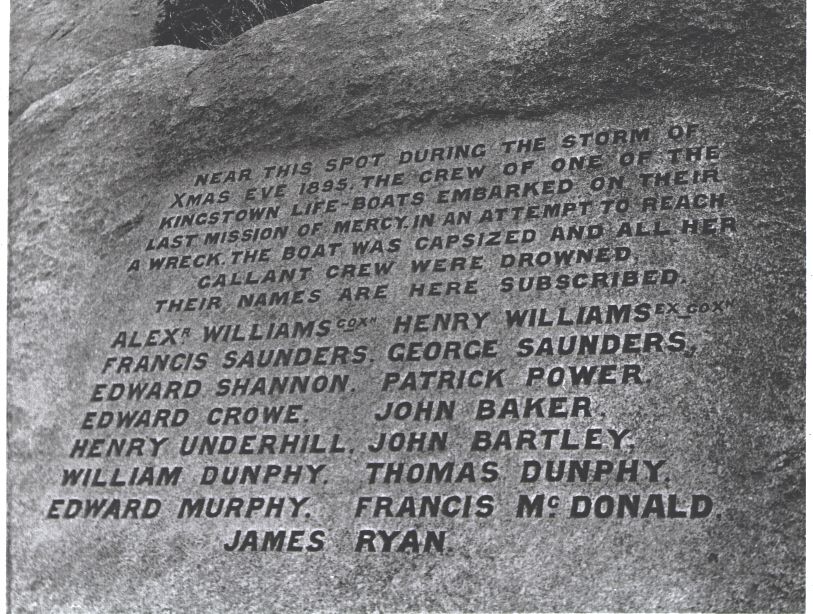 NEAR THIS SPOT DURING THE STORM OF
XMAS EVE 1895, THE CREW OF ONE OF THE
KINGSTOWN LIFE-BOATS EMBARKED ON THEIR
LAST MISSION OF MERCY. IN AN ATTEMPT TO REACH
A WRECK, THE BOAT WAS CAPSIZED AND ALL HER
GALLANT CREW WERE DROWNED.
THEIR NAMES ARE HERE SUBSCRIBED.
ALEXR WILLIAMS COXN HENRY WILLIAMS EX_COXN
FRANCIS SAUNDERS. GEORGE SAUNDERS.
EDWARD SHANNON. PATRICK POWER.
EDWARD CROWE. JOHN BAKER.
HENRY UNDERHILL. JOHN BARTLEY.
WILLIAM DUNPHY. THOMAS DUNPHY.
EDWARD MURPHY. FRANCIS Mc DONALD.
JAMES RYAN.